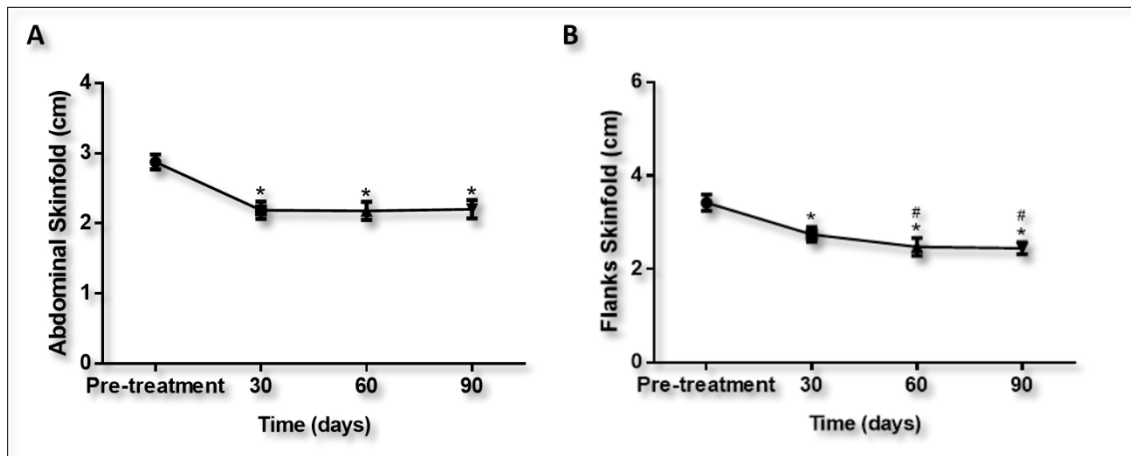 A
Abdominal Skinfold (cm)
4
3
2
1
0
* * *
Pre-treatment 30 60 90
Time (days)
B
Flanks Skinfold (cm)
6
4
2
0
# #
* * *
Pre-treatment 30 60 90
Time (days)